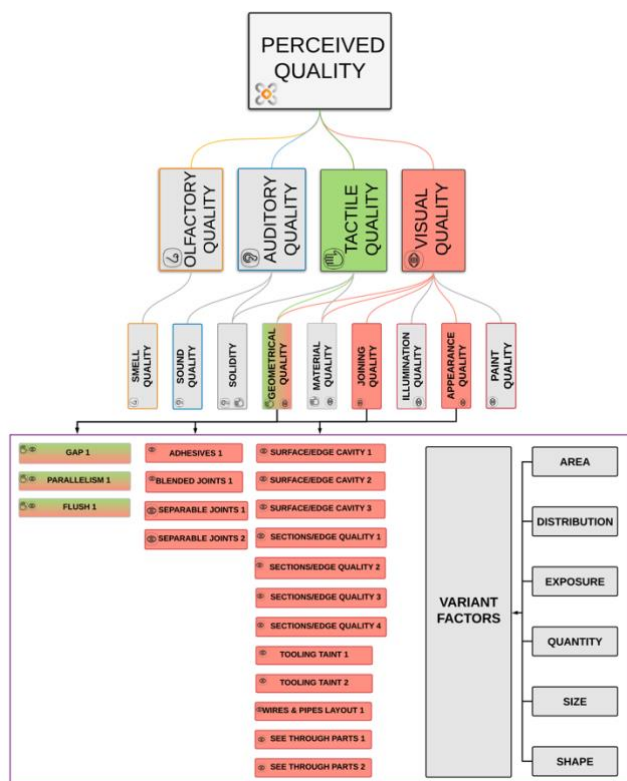 PERCEIVED
QUALITY
OLFACTORY
QUALITY
AUDITORY
QUALITY
TACTILE
QUALITY
VISUAL
QUALITY
SMELL
QUALITY
SOUND
QUALITY
SOLIDITY
GEOMETRICAL
QUALITY
MATERIAL
QUALITY
JOINING
QUALITY
ILLUMINATION
QUALITY
APPEARANCE
QUALITY
PAINT
QUALITY
GAP 1
PARALLELISM 1
FLUSH 1
ADHESIVES 1
BLENDED JOINTS 1
SEPARABLE JOINTS 1
SEPARABLE JOINTS 2
SURFACE/EDGE CAVITY 1
SURFACE/EDGE CAVITY 2
SURFACE/EDGE CAVITY 3
SECTIONS/EDGE QUALITY 1
SECTIONS/EDGE QUALITY 2
SECTIONS/EDGE QUALITY 3
SECTIONS/EDGE QUALITY 4
TOOLING TAINT 1
TOOLING TAINT 2
WIRES & PIPES LAYOUT 1
SEE THROUGH PARTS 1
SEE THROUGH PARTS 2
VARIANT
FACTORS
AREA
DISTRIBUTION
EXPOSURE
QUANTITY
SIZE
SHAPE